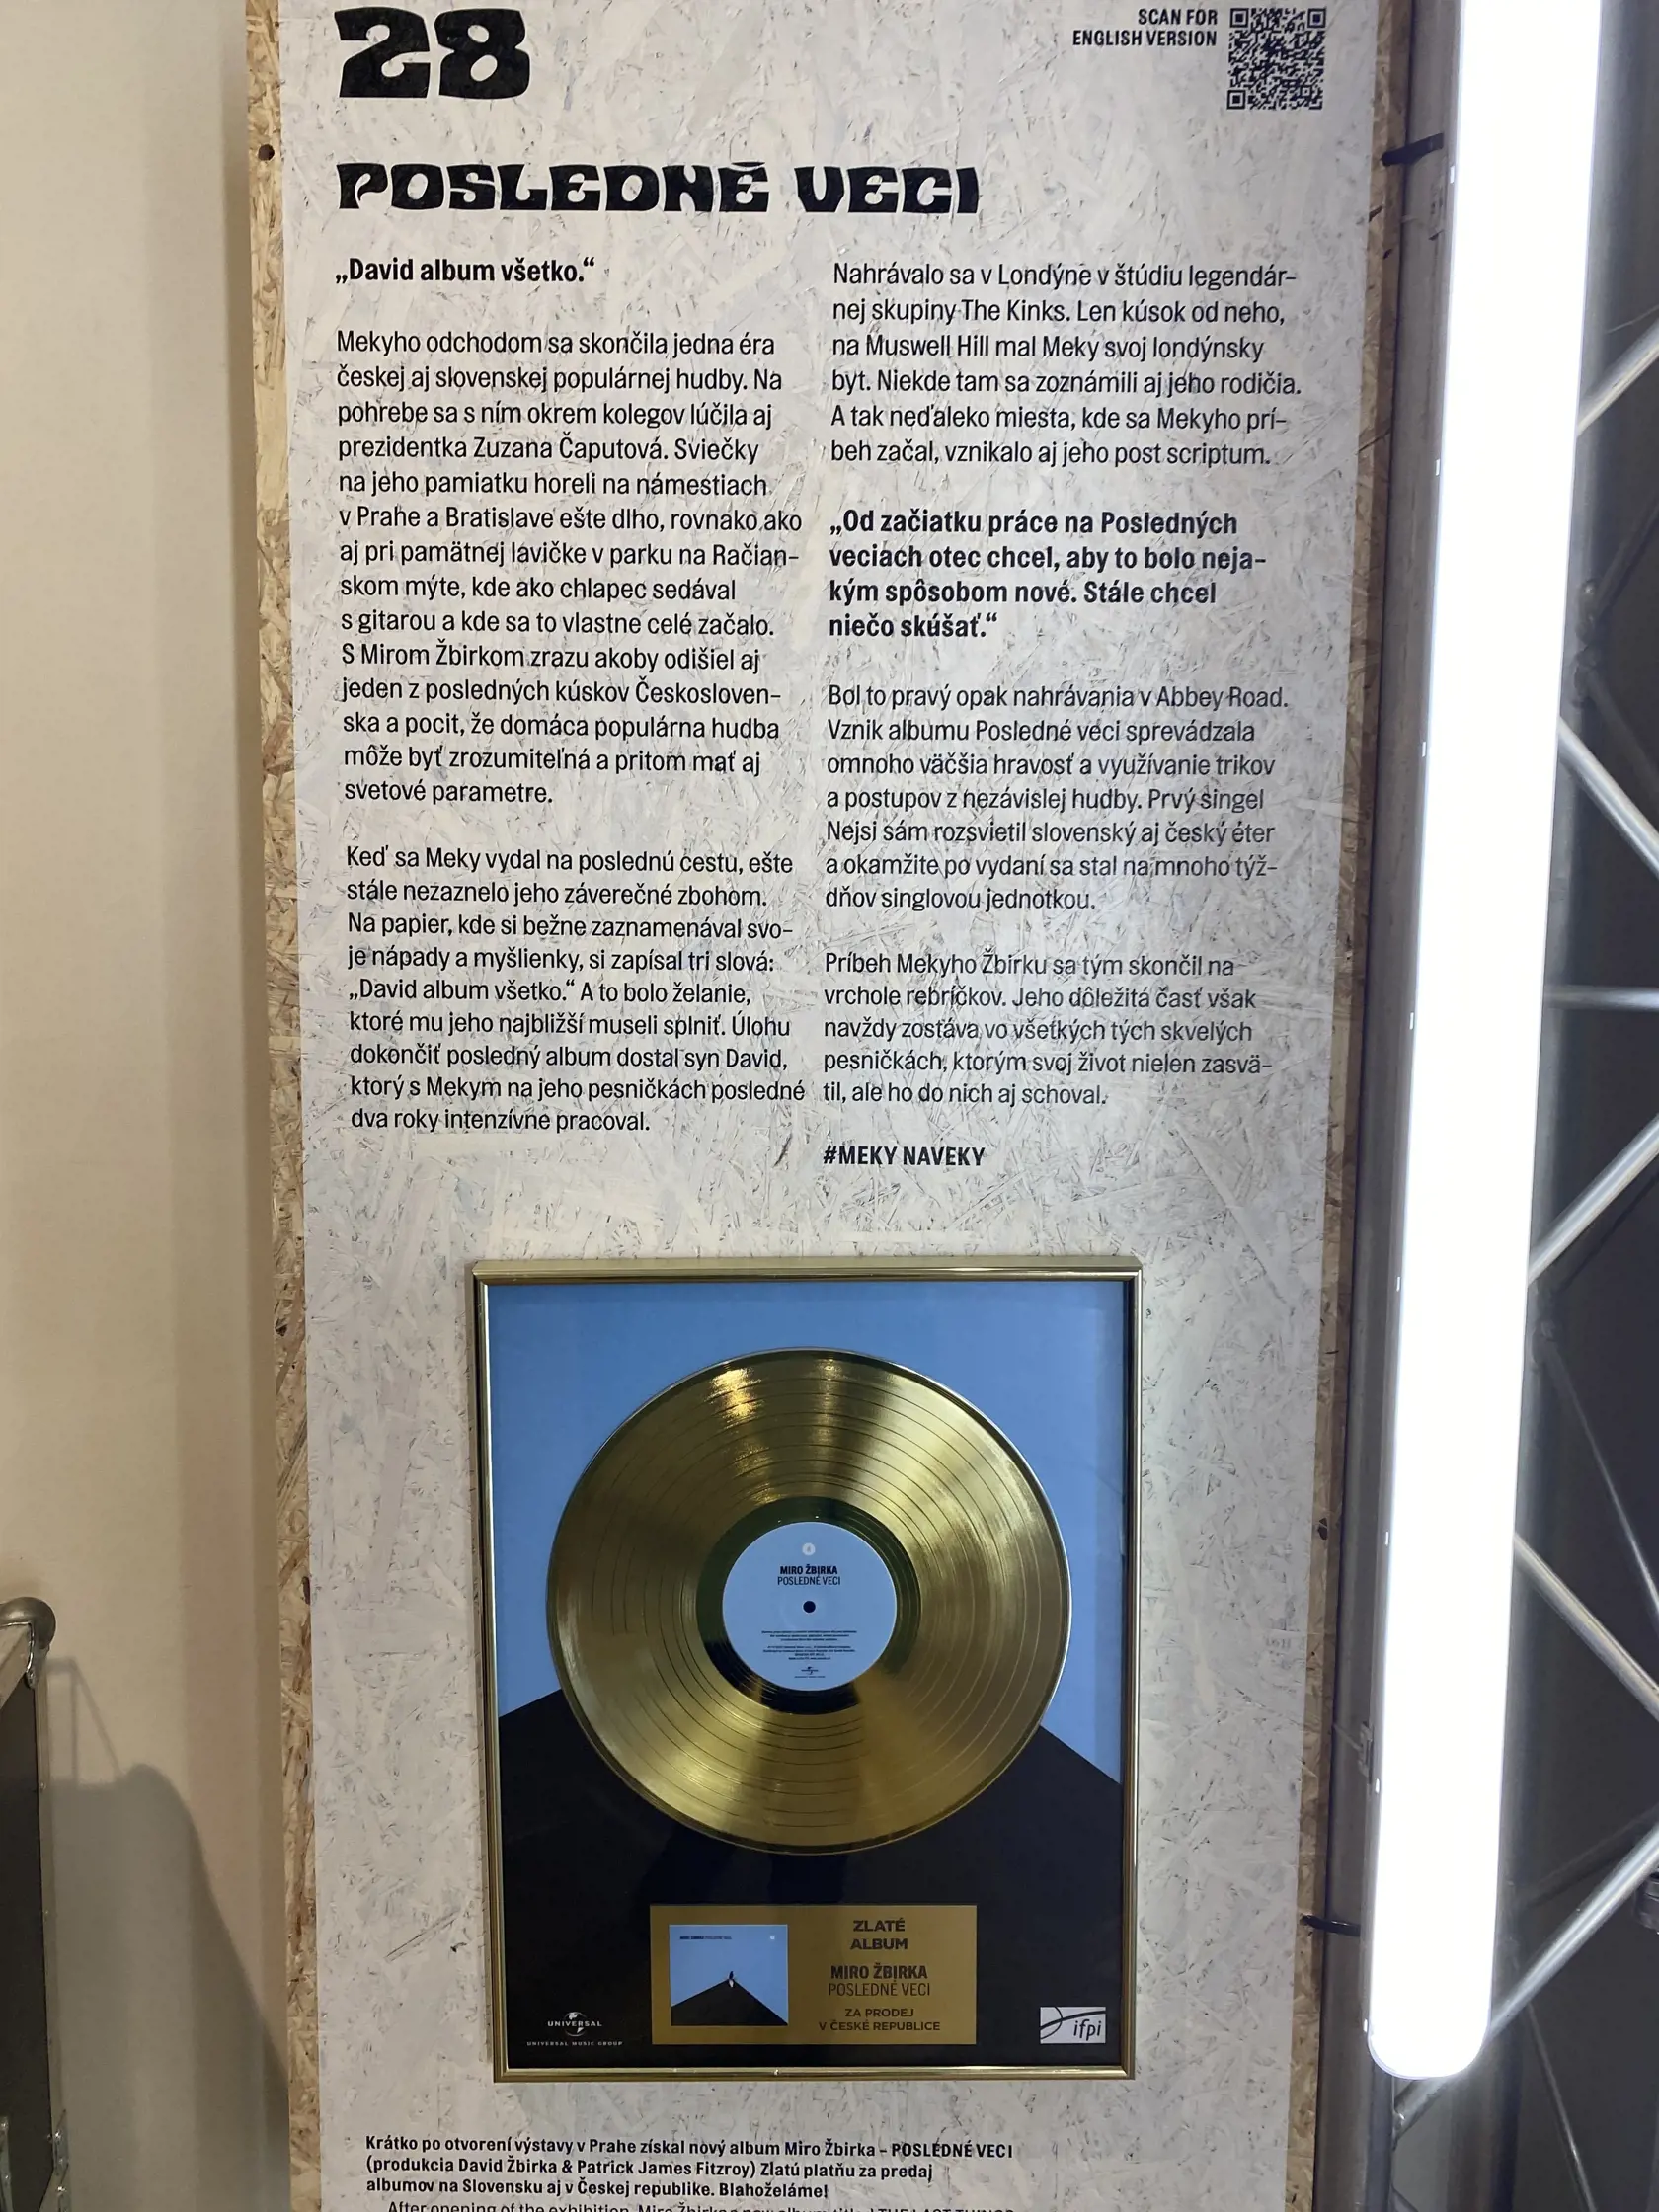 28
SCAN FOR
ENGLISH VERSION
POSLEDNÉ VECI
„David album všetko.“
Mekyho odchodom sa skončila jedna éra
českej aj slovenskej populárnej hudby. Na
pohrebe sa s ním okrem kolegov lúčila aj
prezidentka Zuzana Čaputová. Sviečky
na jeho pamiatku horeli na námestiach
v Prahe a Bratislave ešte dlho, rovnako ako
aj pri pamätnej lavičke v parku na Račian-
skom mýte, kde ako chlapec sedával
s gitarou a kde sa to vlastne celé začalo.
S Mirom Žbirkom zrazu akoby odišiel aj
jeden z posledných kúskov Českosloven-
ska a pocit, že domáca populárna hudba
môže byť zrozumiteľná a pritom mať aj
svetové parametre.
Keď sa Meky vydal na poslednú cestu, ešte
stále nezaznelo jeho záverečné zbohom.
Na papier, kde si bežne zaznamenával svo-
je nápady a myšlienky, si zapísal tri slová:
„David album všetko.“ A to bolo želanie,
ktoré mu jeho najbližší museli splniť. Úlohu
dokončiť posledný album dostal syn David,
ktorý s Mekym na jeho pesničkách posledné
dva roky intenzívne pracoval.
Nahrávalo sa v Londýne v štúdiu legendár-
nej skupiny The Kinks. Len kúsok od neho,
na Muswell Hill mal Meky svoj londýnsky
byt. Niekde tam sa zoznámili aj jeho rodičia.
A tak neďaleko miesta, kde sa Mekyho prí-
beh začal, vznikalo aj jeho post scriptum.
„Od začiatku práce na Posledných
veciach otec chcel, aby to bolo neja-
kým spôsobom nové. Stále chcel
niečo skúšať.“
Bol to pravý opak nahrávania v Abbey Road.
Vznik albumu Posledné veci sprevádzala
omnoho väčšia hravosť a využívanie trikov
a postupov z nezávislej hudby. Prvý singel
Nejsi sám rozsvietil slovenský aj český éter
a okamžite po vydaní sa stal na mnoho týž-
dňov singlovou jednotkou.
Príbeh Mekyho Žbirku sa tým skončil na
vrchole rebríčkov. Jeho dôležitá časť však
navždy zostáva vo všetkých tých skvelých
pesničkách, ktorým svoj život nielen zasvä-
til, ale ho do nich aj schoval.
#MEKY NAVEKY
MIRO ŽBIRKA
POSLEDNÉ VECI
ZLATÉ
ALBUM
MIRO ŽBIRKA
POSLEDNÉ VECI
ZA PRODEJ
V ČESKÉ REPUBLICE
UNIVERSAL
UNIVERSAL MUSIC GROUP
ifpi
Krátko po otvorení výstavy v Prahe získal nový album Miro Žbirka – POSLEDNÉ VECI
(produkcia David Žbirka & Patrick James Fitzroy) Zlatú platňu za predaj
albumov na Slovensku aj v Českej republike. Blahoželáme!
After opening of the exhibition, Miro Žbirka's new album